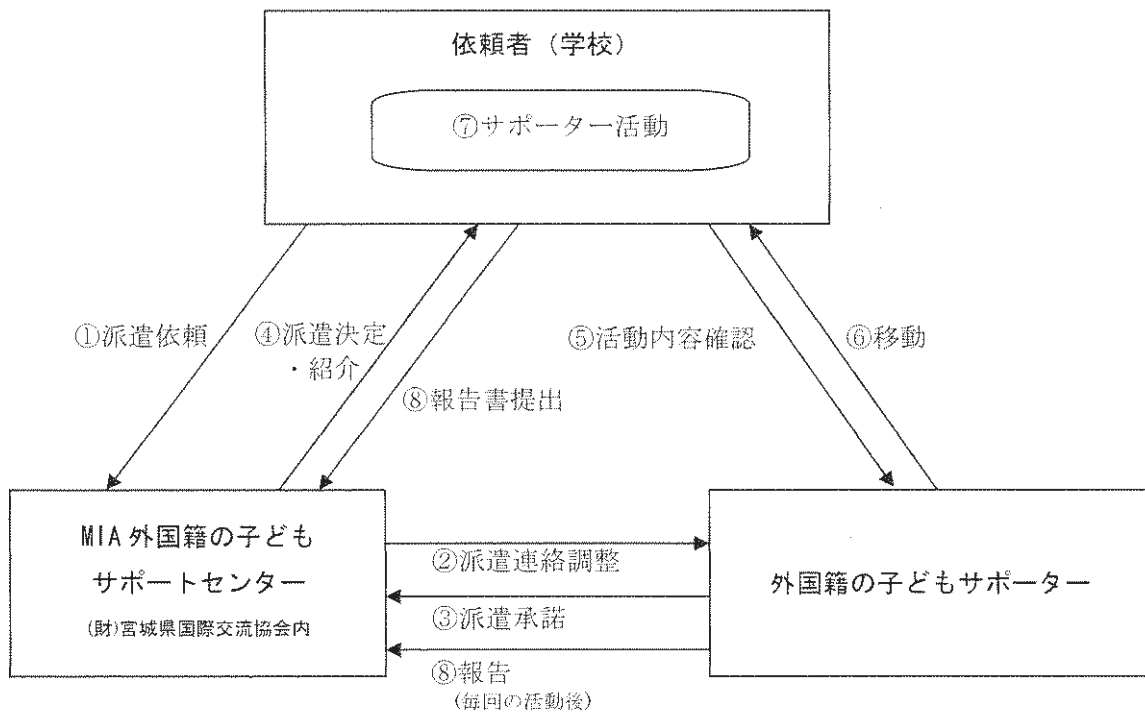 依頼者（学校）
⑦サポーター活動
①派遣依頼
④派遣決定
・紹介
⑧報告書提出
⑤活動内容確認
⑥移動
MIA外国籍の子ども
サポートセンター
(財)宮城県国際交流協会内
②派遣連絡調整
③派遣承諾
⑧報告
(毎回の活動後)
外国籍の子どもサポーター